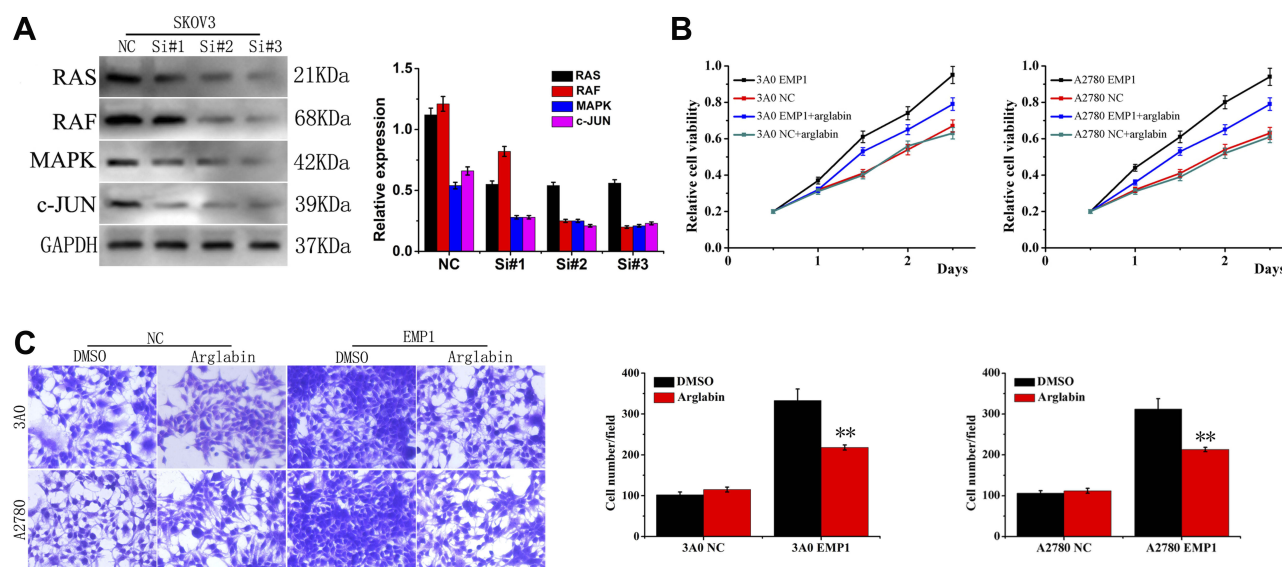 A
SKOV3
NC Si#1 Si#2 Si#3
RAS 21KDa
RAF 68KDa
MAPK 42KDa
c-JUN 39KDa
GAPDH 37KDa
Relative expression
1.5
1.0
0.5
0.0
RAS
RAF
MAPK
c-JUN
NC Si#1 Si#2 Si#3
B
Relative cell viability
1.0
0.8
0.6
0.4
0.2
3A0 EMP1
3A0 NC
3A0 EMP1+arglabin
3A0 NC+arglabin
0 1 2
Days
Relative cell viability
1.0
0.8
0.6
0.4
0.2
A2780 EMP1
A2780 NC
A2780 EMP1+arglabin
A2780 NC+arglabin
0 1 2
Days
C
NC EMP1
DMSO Arglabin DMSO Arglabin
3A0
A2780
Cell number/field
400
300
200
100
0
DMSO
Arglabin
**
3A0 NC 3A0 EMP1
Cell number/field
400
300
200
100
0
DMSO
Arglabin
**
A2780 NC A2780 EMP1